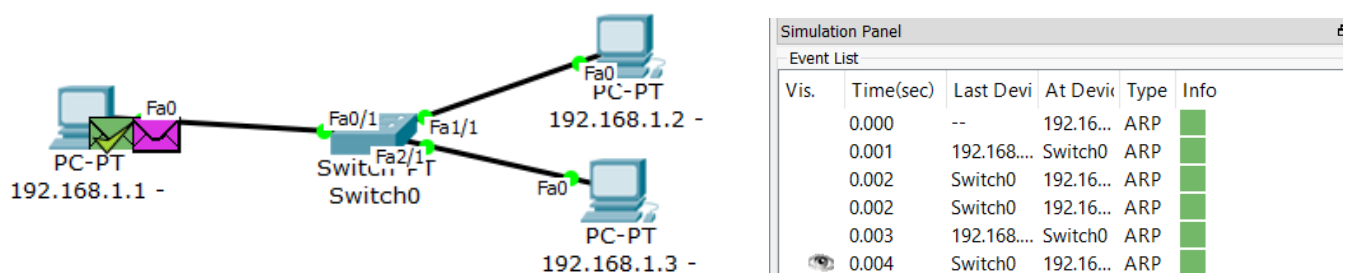 Fa0
PC-PT
192.168.1.1 -
Fa0/1
Fa1/1
Fa2/1
Switch0
Fa0
PC-PT
192.168.1.2 -
Fa0
PC-PT
192.168.1.3 -
Simulation Panel
Event List
Vis. Time(sec) Last Devi At Devic Type Info
0.000 -- 192.16... ARP
0.001 192.168.... Switch0 ARP
0.002 Switch0 192.16... ARP
0.002 Switch0 192.16... ARP
0.003 192.168.... Switch0 ARP
0.004 Switch0 192.16... ARP